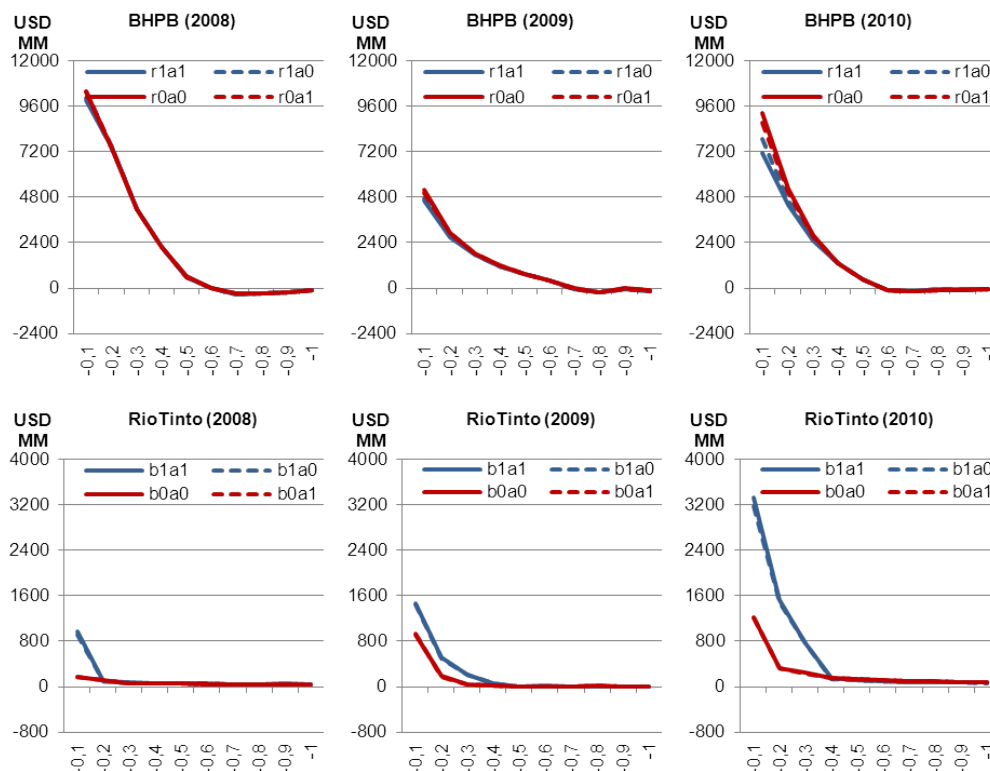 USD
MM
BHPB (2008)
12000
9600
7200
4800
2400
0
-2400
r1a1
r1a0
r0a0
r0a1
-0,1
-0,2
-0,3
-0,4
-0,5
-0,6
-0,7
-0,8
-0,9
-1
USD
MM
BHPB (2009)
12000
9600
7200
4800
2400
0
-2400
r1a1
r1a0
r0a0
r0a1
-0,1
-0,2
-0,3
-0,4
-0,5
-0,6
-0,7
-0,8
-0,9
-1
USD
MM
BHPB (2010)
12000
9600
7200
4800
2400
0
-2400
r1a1
r1a0
r0a0
r0a1
-0,1
-0,2
-0,3
-0,4
-0,5
-0,6
-0,7
-0,8
-0,9
-1
USD
MM
RioTinto (2008)
4000
3200
2400
1600
800
0
-800
b1a1
b1a0
b0a0
b0a1
-0,1
-0,2
-0,3
-0,4
-0,5
-0,6
-0,7
-0,8
-0,9
-1
USD
MM
RioTinto (2009)
4000
3200
2400
1600
800
0
-800
b1a1
b1a0
b0a0
b0a1
-0,1
-0,2
-0,3
-0,4
-0,5
-0,6
-0,7
-0,8
-0,9
-1
USD
MM
RioTinto (2010)
4000
3200
2400
1600
800
0
-800
b1a1
b1a0
b0a0
b0a1
-0,1
-0,2
-0,3
-0,4
-0,5
-0,6
-0,7
-0,8
-0,9
-1